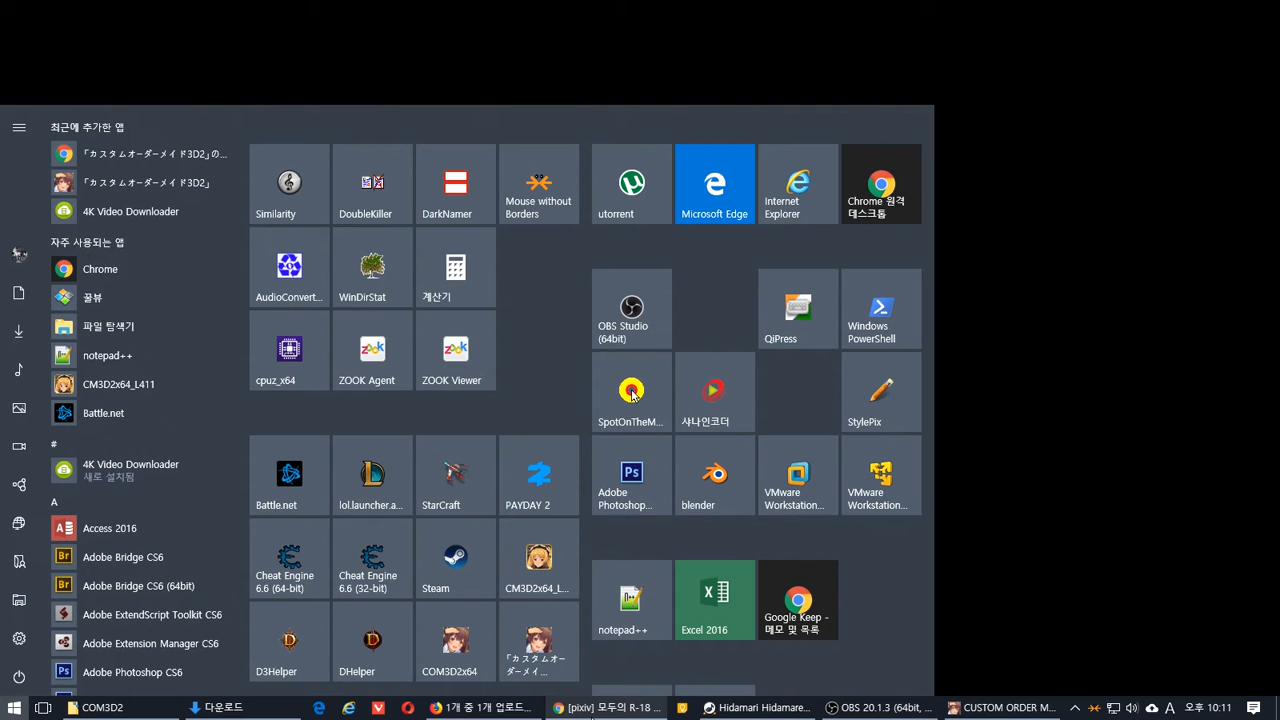 최근에 추가한 앱
「カスタムオーダーメイド3D2」の...
「カスタムオーダーメイド3D2」
4K Video Downloader
자주 사용되는 앱
Chrome
꿀뷰
파일 탐색기
notepad++
CM3D2x64_L411
Battle.net
#
4K Video Downloader
새로 설치됨
A
Access 2016
Adobe Bridge CS6
Adobe Bridge CS6 (64bit)
Adobe ExtendScript Toolkit CS6
Adobe Extension Manager CS6
Adobe Photoshop CS6
Similarity
DoubleKiller
DarkNamer
Mouse without
Borders
AudioConvert...
WinDirStat
계산기
cpuz_x64
ZOOK Agent
ZOOK Viewer
Battle.net
lol.launcher.a...
StarCraft
PAYDAY 2
Cheat Engine
6.6 (64-bit)
Cheat Engine
6.6 (32-bit)
Steam
CM3D2x64_L...
D3Helper
DHelper
COM3D2x64
「カスタムオー
ダーメイ...
utorrent
Microsoft Edge
Internet
Explorer
Chrome 원격
데스크톱
OBS Studio
(64bit)
QiPress
Windows
PowerShell
SpotOnTheM...
샤나인코더
StylePix
Adobe
Photoshop...
blender
VMware
Workstation...
VMware
Workstation...
notepad++
Excel 2016
Google Keep -
메모 및 목록
COM3D2
다운로드
1개 중 1개 업로드...
[pixiv] 모두의 R-18 ...
Hidamari Hidamare...
OBS 20.1.3 (64bit, ...
CUSTOM ORDER M...
A
오후 10:11